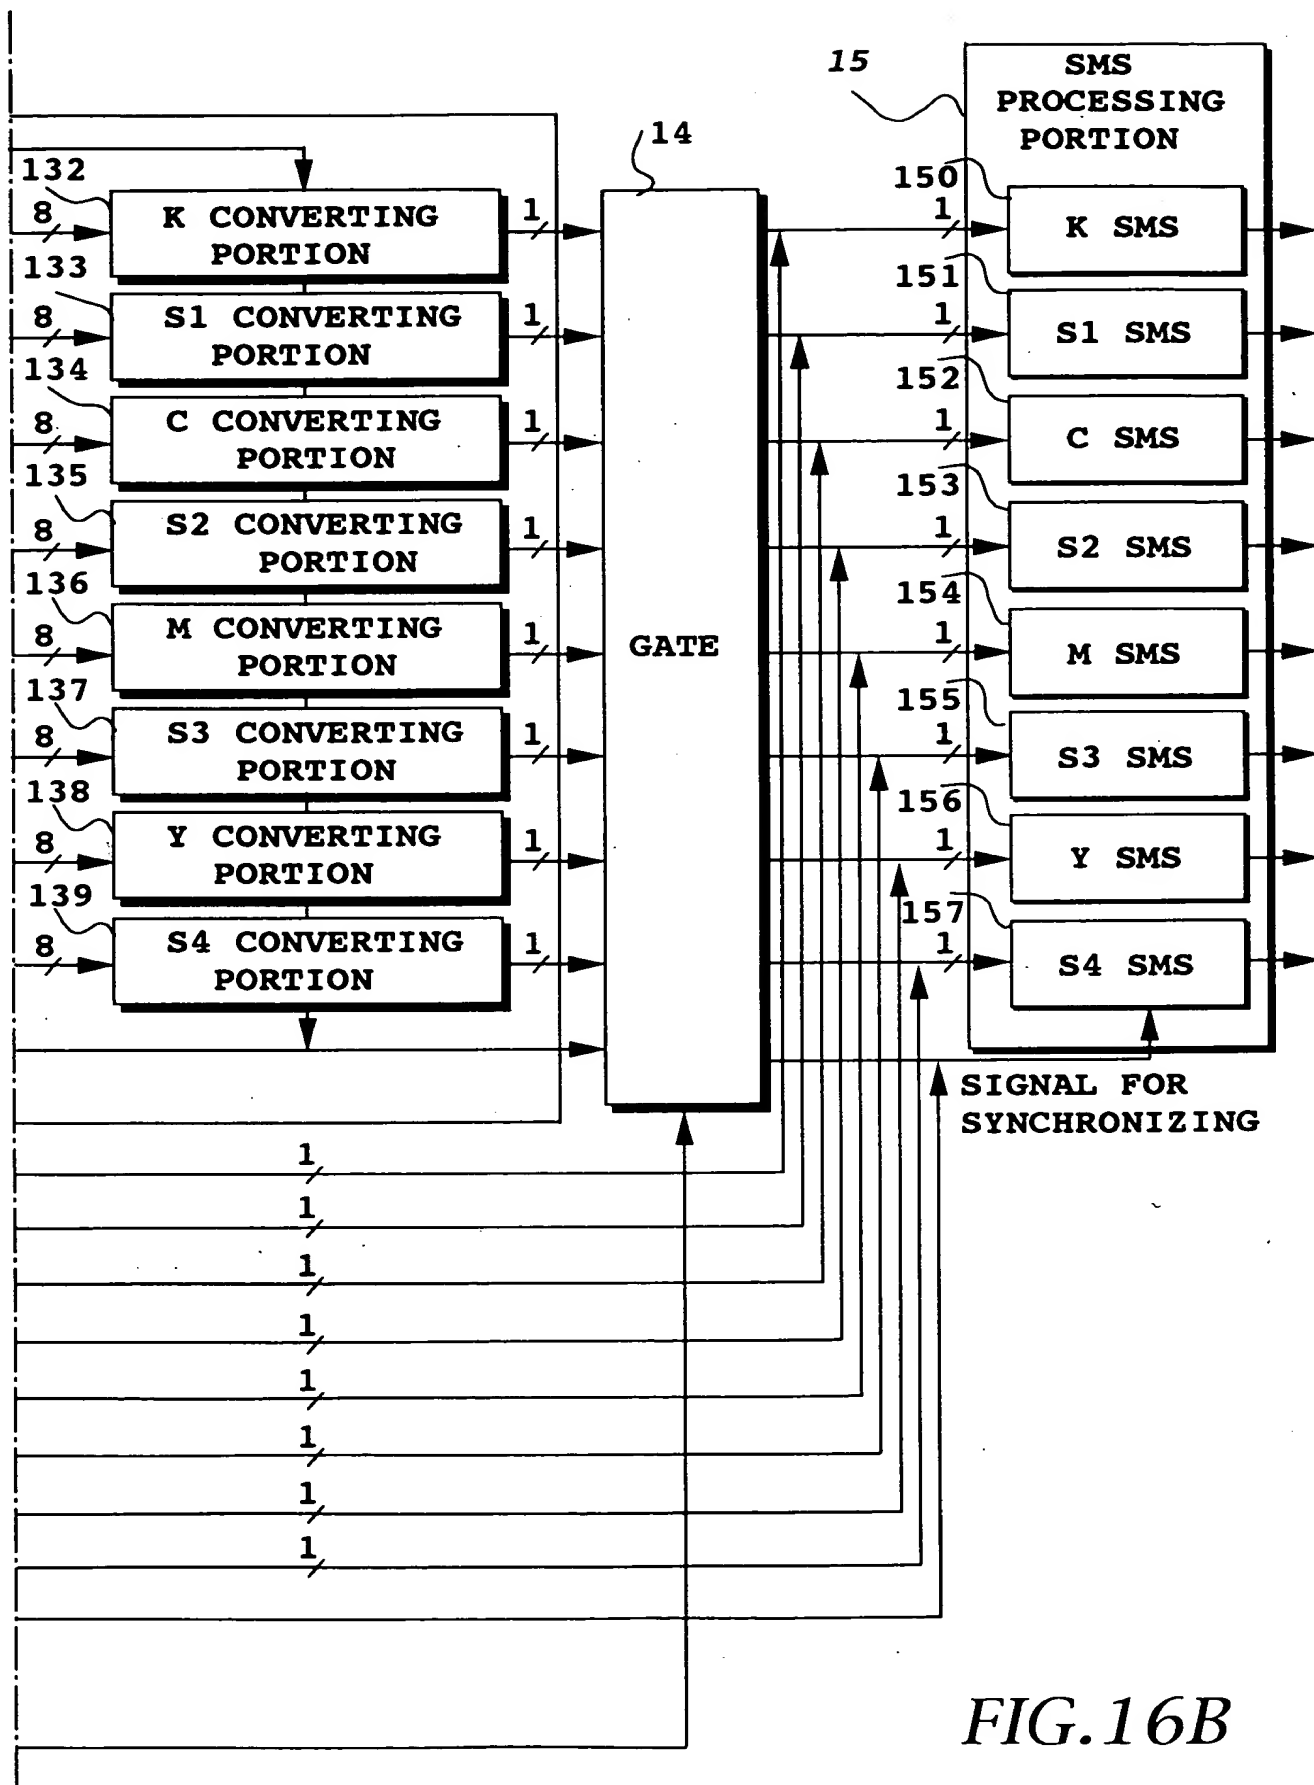 15
SMS
PROCESSING
PORTION
14
132
8
K CONVERTING
PORTION
1
150
1
K SMS
133
8
S1 CONVERTING
PORTION
1
151
1
S1 SMS
134
8
C CONVERTING
PORTION
1
152
1
C SMS
135
8
S2 CONVERTING
PORTION
1
153
1
S2 SMS
136
8
M CONVERTING
PORTION
1
GATE
154
1
M SMS
137
8
S3 CONVERTING
PORTION
1
155
1
S3 SMS
138
8
Y CONVERTING
PORTION
1
156
1
Y SMS
139
8
S4 CONVERTING
PORTION
1
157
1
S4 SMS
SIGNAL FOR
SYNCHRONIZING
1
1
1
1
1
1
1
1
FIG.16B